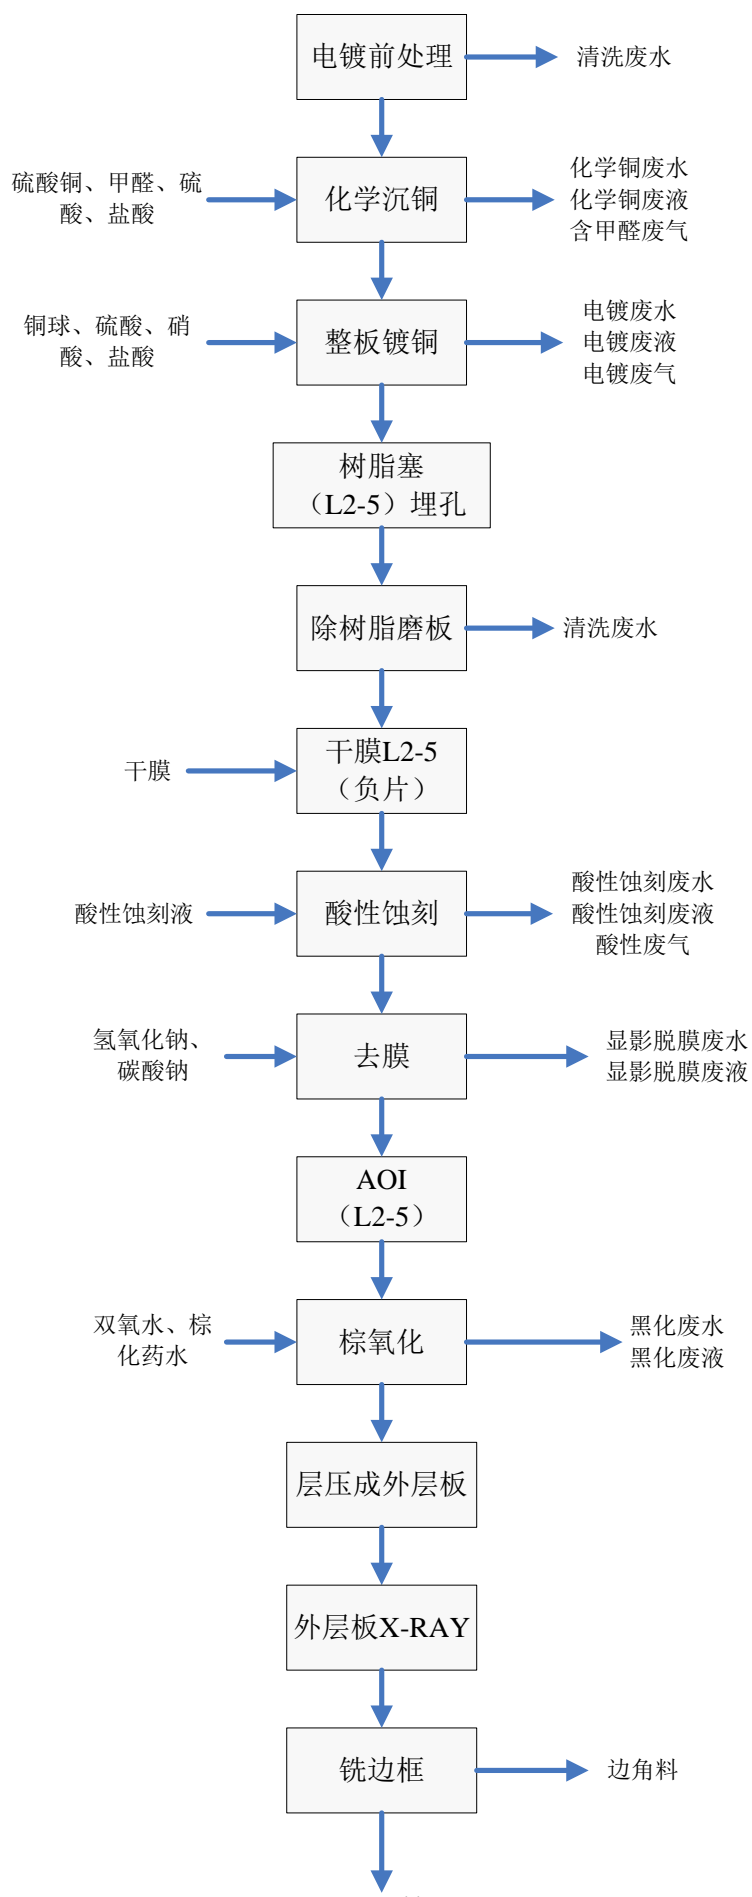 电镀前处理
清洗废水
硫酸铜、甲醛、硫
酸、盐酸
化学沉铜
化学铜废水
化学铜废液
含甲醛废气
铜球、硫酸、硝
酸、盐酸
整板镀铜
电镀废水
电镀废液
电镀废气
树脂塞
（L2-5）埋孔
除树脂磨板
清洗废水
干膜
干膜L2-5
（负片）
酸性蚀刻液
酸性蚀刻
酸性蚀刻废水
酸性蚀刻废液
酸性废气
氢氧化钠、
碳酸钠
去膜
显影脱膜废水
显影脱膜废液
AOI
（L2-5）
双氧水、棕
化药水
棕氧化
黑化废水
黑化废液
层压成外层板
外层板X-RAY
铣边框
边角料